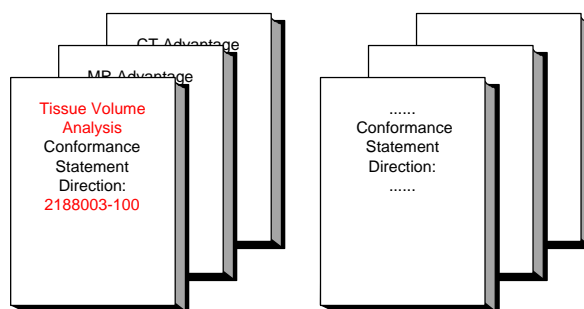 CT Advantage
MR Advantage
Tissue Volume
Analysis
Conformance
Statement
Direction:
2188003-100
......
Conformance
Statement
Direction:
......